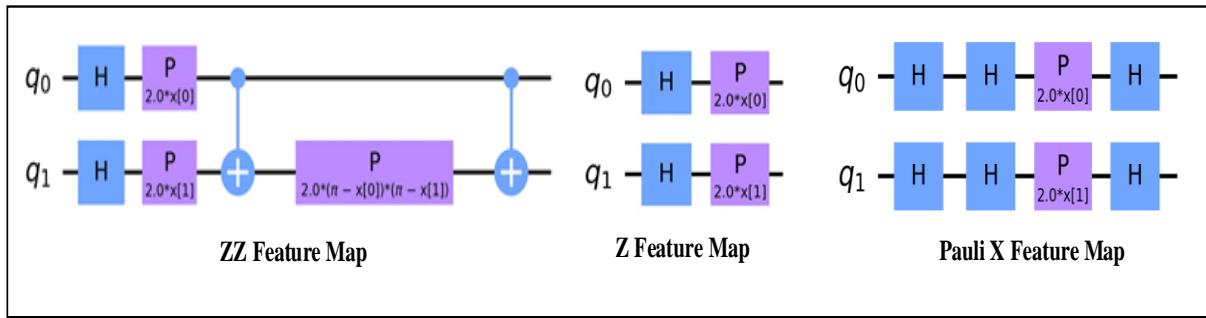 q0 H P 2.0*x[0]
q1 H P 2.0*x[1] P 2.0*(π − x[0])*(π − x[1])
ZZ Feature Map
q0 H P 2.0*x[0]
q1 H P 2.0*x[1]
Z Feature Map
q0 H H P 2.0*x[0] H
q1 H H P 2.0*x[1] H
Pauli X Feature Map